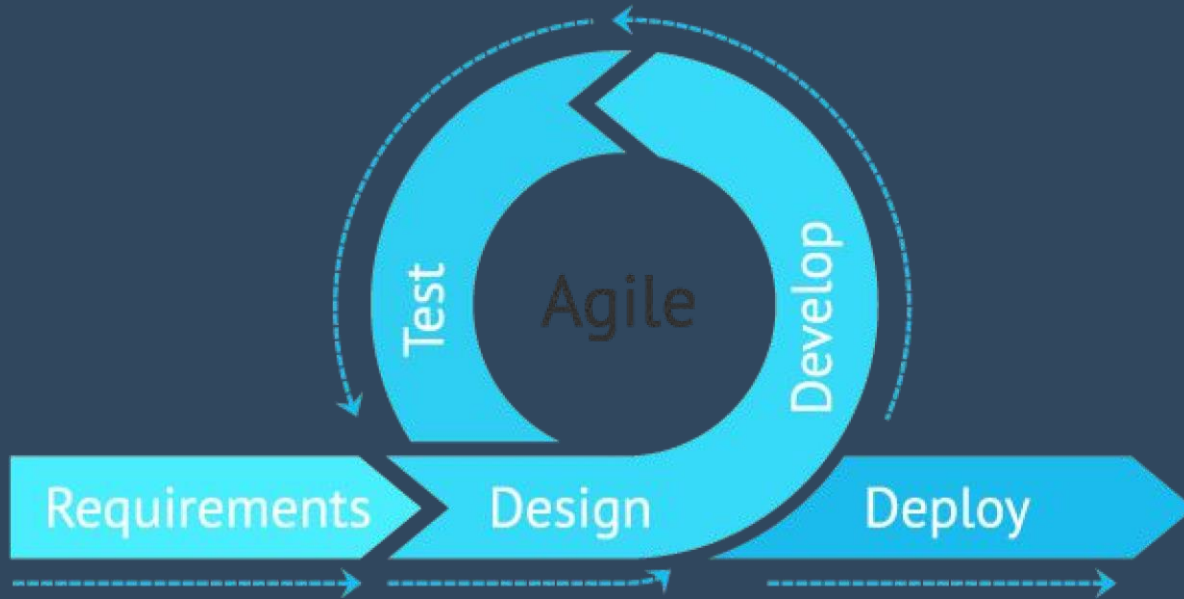 Agile
Test
Develop
Requirements
Design
Deploy